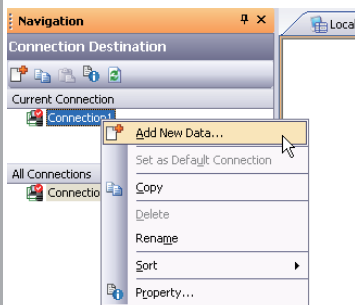 Navigation
Local
Connection Destination
Current Connection
Connection1
Add New Data...
Set as Default Connection
All Connections
Connectio
Copy
Delete
Rename
Sort
Property...